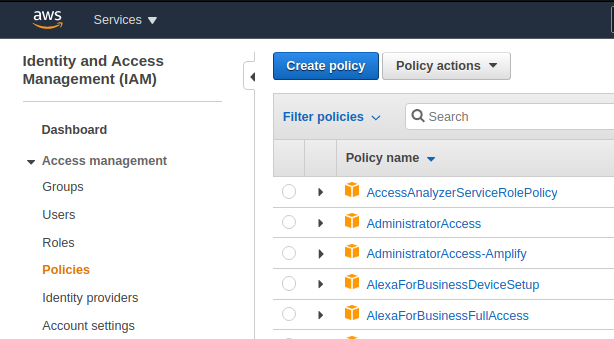 aws
Services
Identity and Access
Management (IAM)
Dashboard
Access management
Groups
Users
Roles
Policies
Identity providers
Account settings
Create policy
Policy actions
Filter policies
Search
Policy name
AccessAnalyzerServiceRolePolicy
AdministratorAccess
AdministratorAccess-Amplify
AlexaForBusinessDeviceSetup
AlexaForBusinessFullAccess